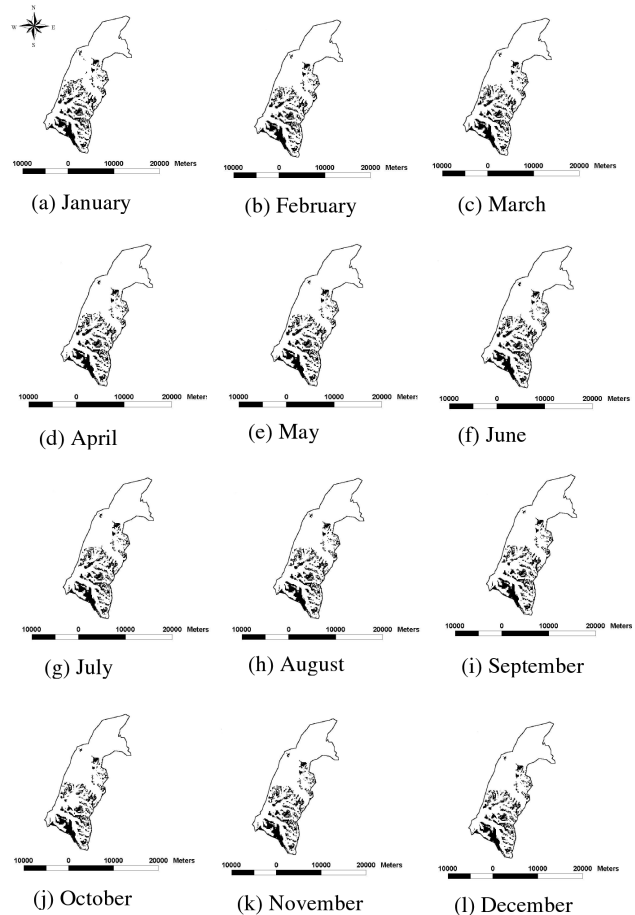 N
W E
S
10000 0 10000 20000 Meters
10000 0 10000 20000 Meters
10000 0 10000 20000 Meters
(a) January
(b) February
(c) March
10000 0 10000 20000 Meters
10000 0 10000 20000 Meters
10000 0 10000 20000 Meters
(d) April
(e) May
(f) June
10000 0 10000 20000 Meters
10000 0 10000 20000 Meters
10000 0 10000 20000 Meters
(g) July
(h) August
(i) September
10000 0 10000 20000 Meters
10000 0 10000 20000 Meters
10000 0 10000 20000 Meters
(j) October
(k) November
(l) December